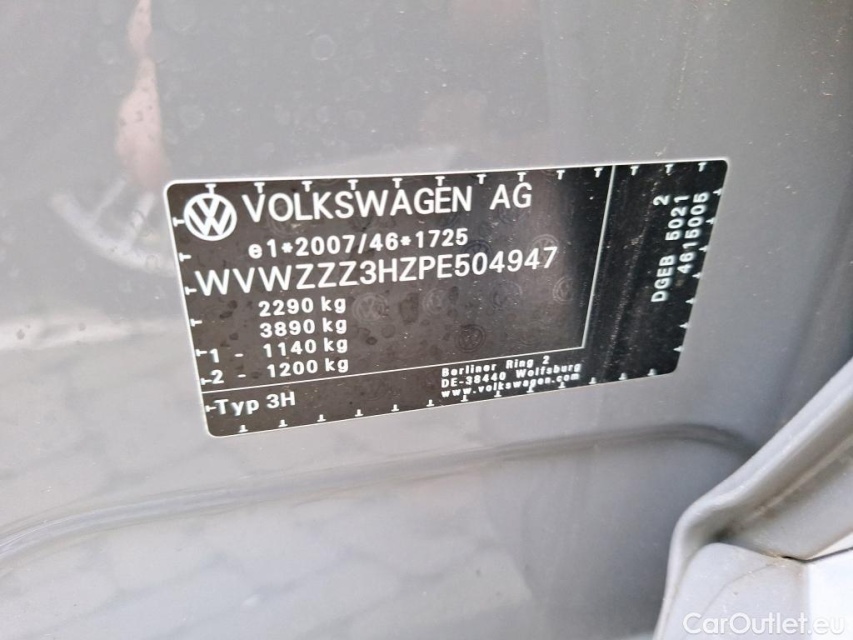 VOLKSWAGEN AG
e1*2007/46*1725
WVWZZZ3HZPE504947
2290 kg
3890 kg
1 - 1140 kg
2 - 1200 kg
Typ 3H
Berliner Ring 2
DE-38440 Wolfsburg
www.volkswagen.com
2
DGEB 5021
4615005
CarOutlet.eu